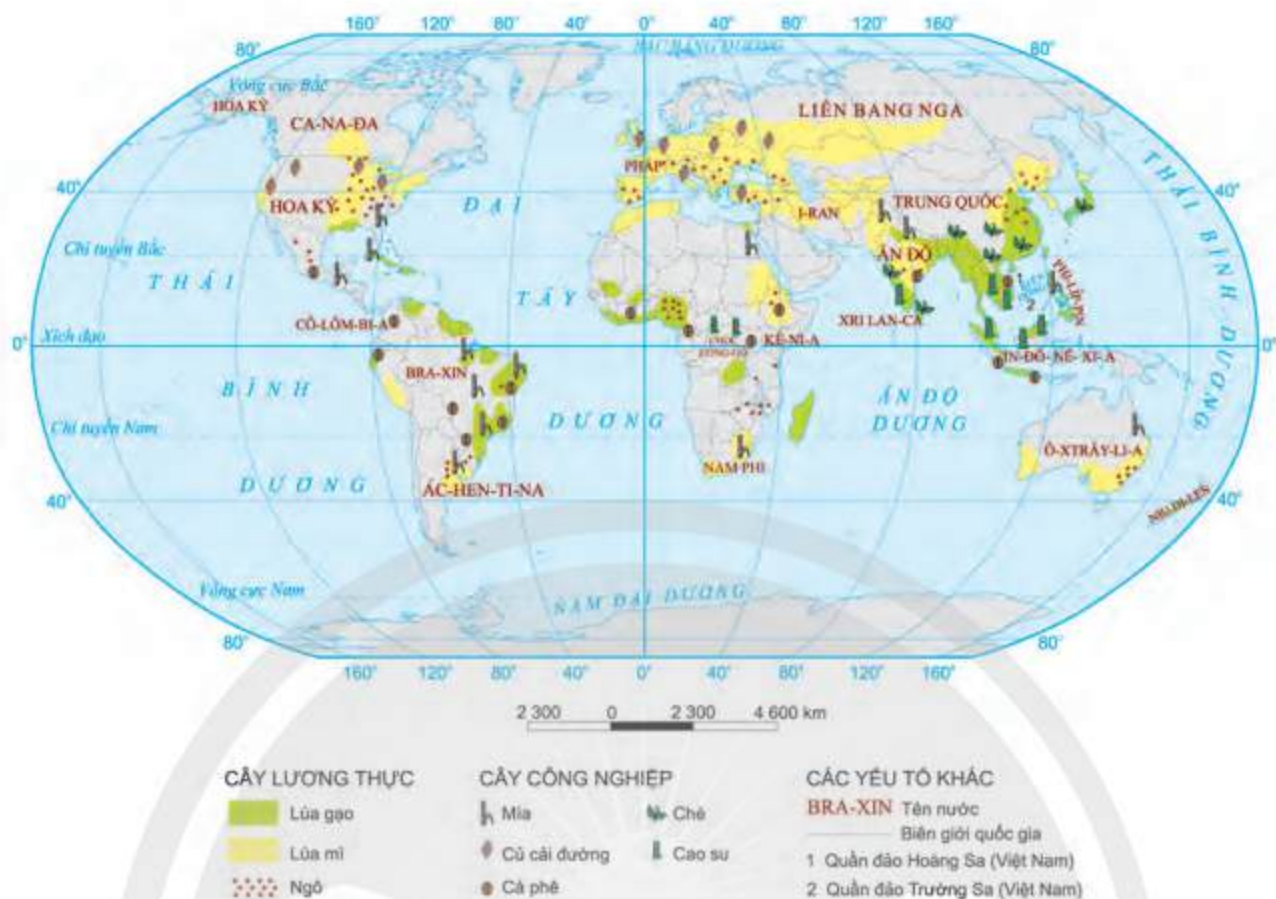 160° 120° 80° 40° 0° 40° 80° 120° 160°
80° 80°
BẮC BĂNG DƯƠNG
Vòng cực Bắc
HOA KỲ
CA-NA-ĐA
LIÊN BANG NGA
PHÁP
40° 40°
HOA KỲ
ĐẠI
I-RAN
TRUNG QUỐC
THÁI BÌNH DƯƠNG
Chí tuyến Bắc
ẤN ĐỘ
THÁI
TÂY
1
2
PHI-LÍP-PIN
CÔ-LÔM-BI-A
XRI LAN-CA
Xích đạo
KÊ-NI-A
0° 0°
IN-ĐÔ-NÊ-XI-A
BRA-XIN
BÌNH
DƯƠNG
ẤN ĐỘ
DƯƠNG
Chí tuyến Nam
Ô-XTRÂY-LI-A
NAM PHI
DƯƠNG
ÁC-HEN-TI-NA
40° 40°
NIU DI-LEN
Vòng cực Nam
NAM ĐẠI DƯƠNG
80° 80°
160° 120° 80° 40° 0° 40° 80° 120° 160°
2 300 0 2 300 4 600 km
CÂY LƯƠNG THỰC
Lúa gạo
Lúa mì
Ngô
CÂY CÔNG NGHIỆP
Mía
Củ cải đường
Cà phê
Chè
Cao su
CÁC YẾU TỐ KHÁC
BRA-XIN Tên nước
Biên giới quốc gia
1 Quần đảo Hoàng Sa (Việt Nam)
2 Quần đảo Trường Sa (Việt Nam)